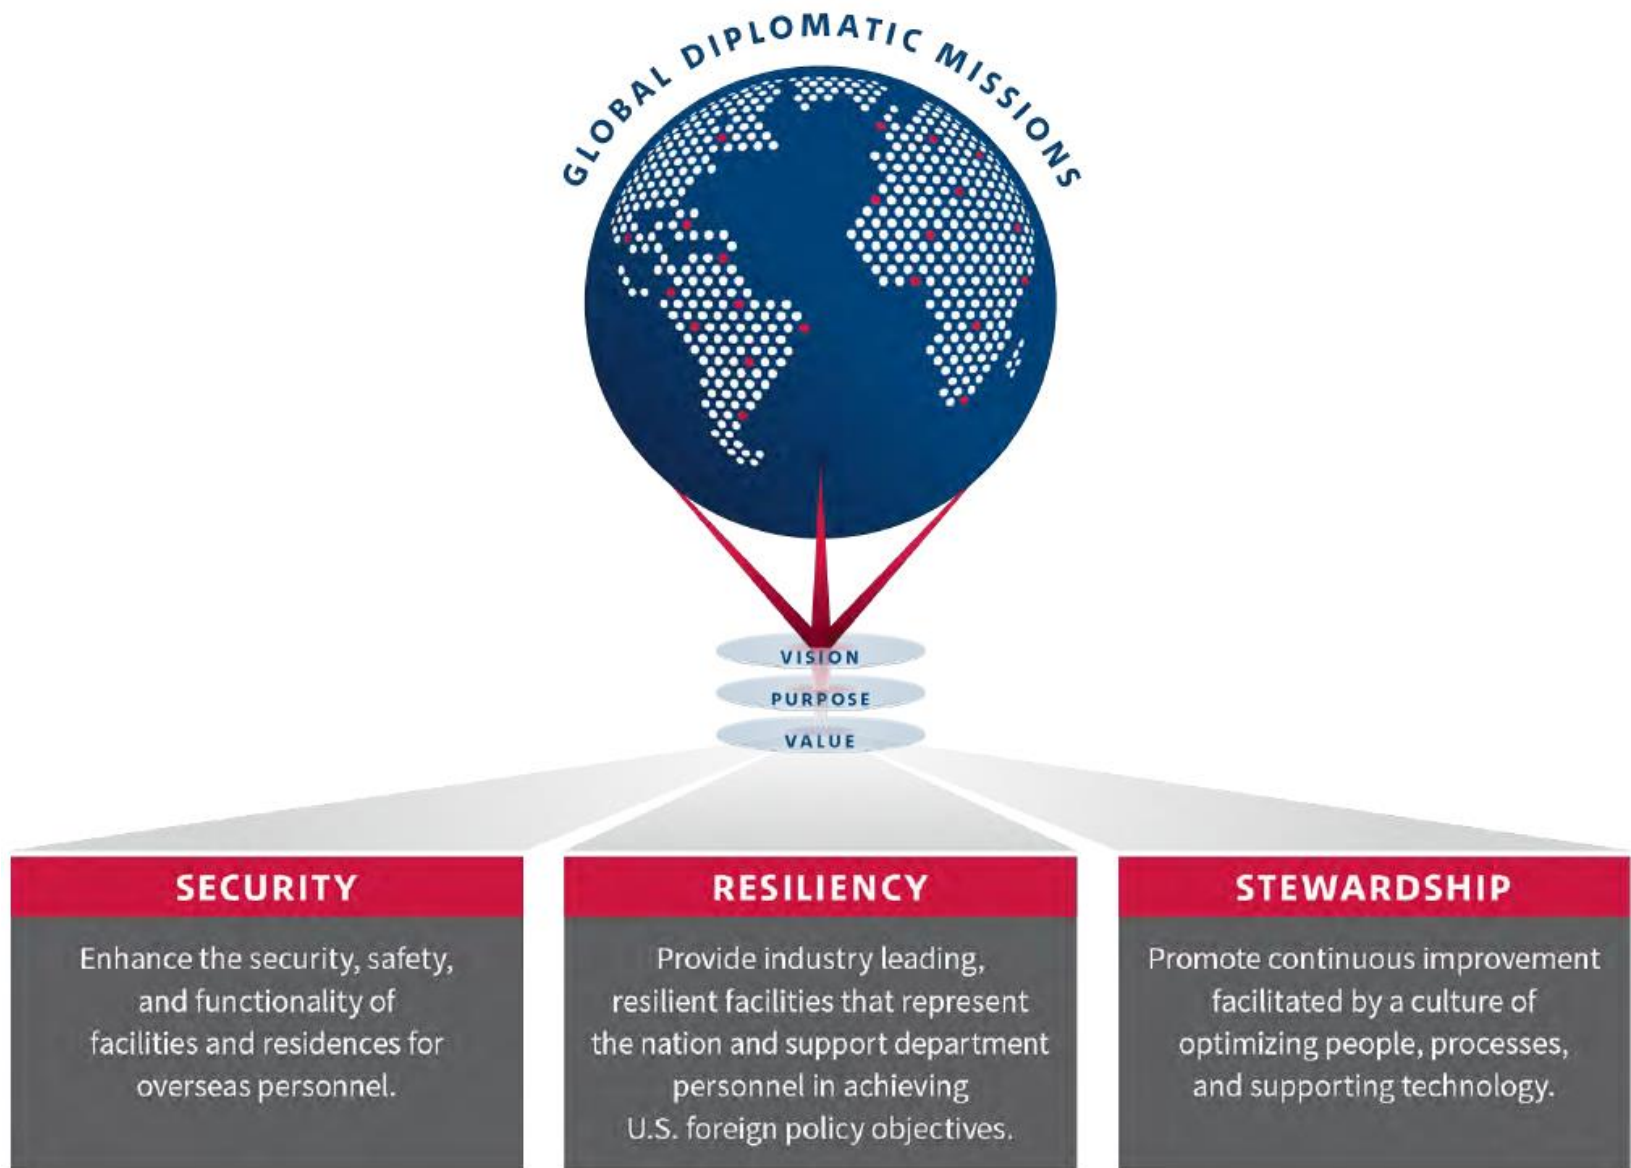 GLOBAL DIPLOMATIC MISSIONS
VISION
PURPOSE
VALUE
SECURITY
Enhance the security, safety,
and functionality of
facilities and residences for
overseas personnel.
RESILIENCY
Provide industry leading,
resilient facilities that represent
the nation and support department
personnel in achieving
U.S. foreign policy objectives.
STEWARDSHIP
Promote continuous improvement
facilitated by a culture of
optimizing people, processes,
and supporting technology.